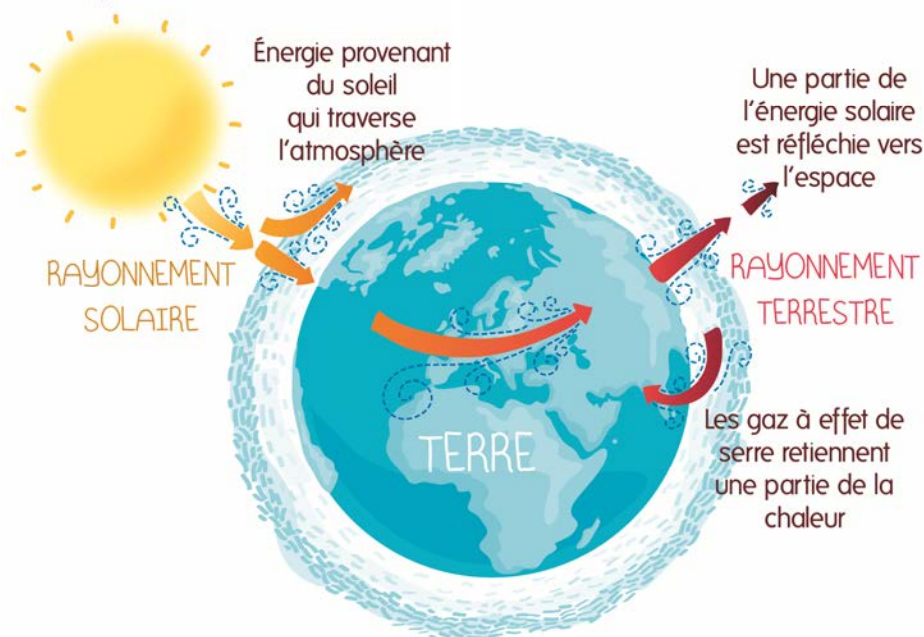 Énergie provenant
du soleil
qui traverse
l'atmosphère
Une partie de
l'énergie solaire
est réfléchie vers
l'espace
RAYONNEMENT
SOLAIRE
RAYONNEMENT
TERRESTRE
TERRE
Les gaz à effet de
serre retiennent
une partie de la
chaleur